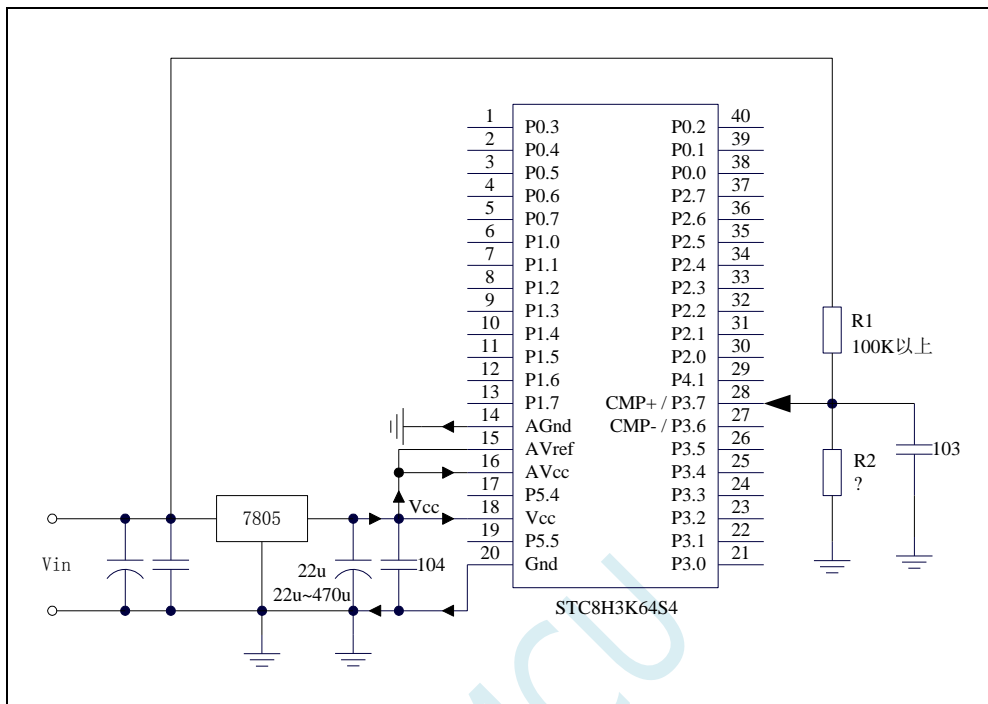 1
P0.3
P0.2
40
2
P0.4
P0.1
39
3
P0.5
P0.0
38
4
P0.6
P2.7
37
5
P0.7
P2.6
36
6
P1.0
P2.5
35
7
P1.1
P2.4
34
8
P1.2
P2.3
33
9
P1.3
P2.2
32
10
P1.4
P2.1
31
11
P1.5
P2.0
30
12
P1.6
P4.1
29
13
P1.7
CMP+ / P3.7
28
14
AGnd
CMP- / P3.6
27
15
AVref
P3.5
26
16
AVcc
P3.4
25
17
P5.4
P3.3
24
18
Vcc
P3.2
23
19
P5.5
P3.1
22
20
Gnd
P3.0
21
STC8H3K64S4
R1
100K以上
R2
?
103
Vin
7805
Vcc
22u
22u~470u
104
MCU